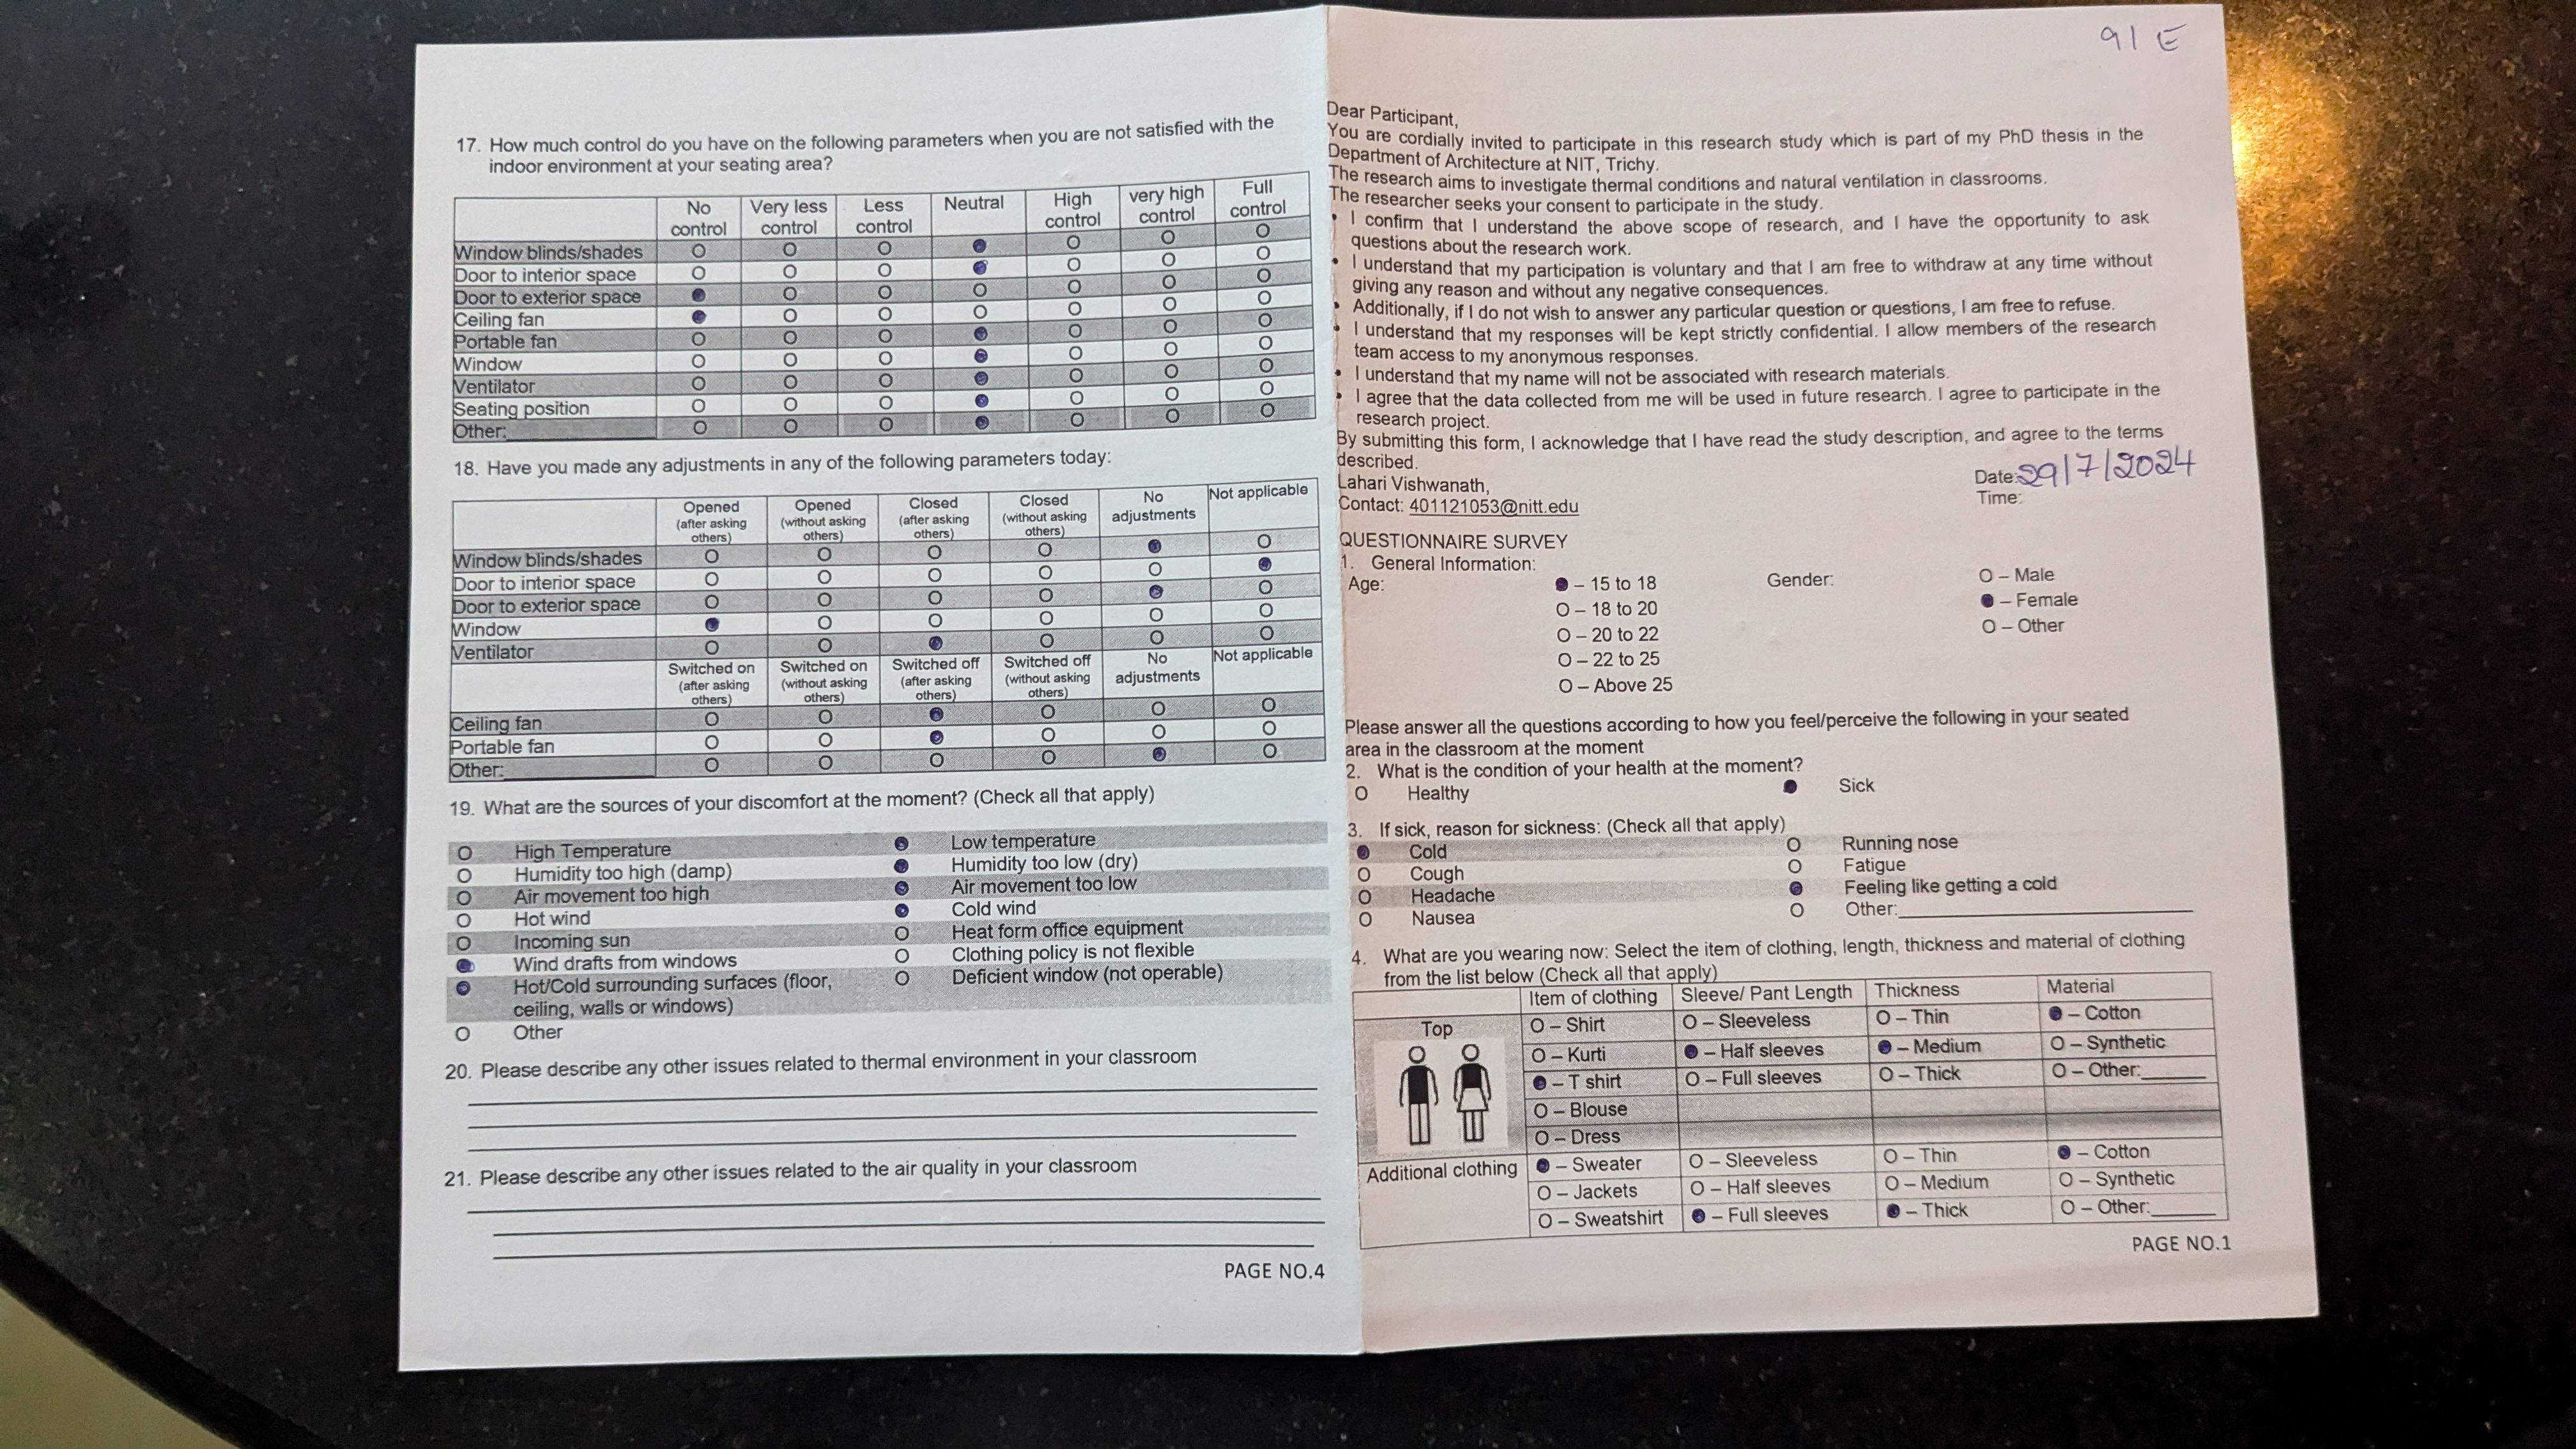 17. How much control do you have on the following parameters when you are not satisfied with the
indoor environment at your seating area?
No control Very less control Less control Neutral High control very high control Full control
Window blinds/shades O O O ● O O O
Door to interior space O O O ● O O O
Door to exterior space ● O O O O O O
Ceiling fan ● O O O O O O
Portable fan O O O ● O O O
Window O O O ● O O O
Ventilator O O O ● O O O
Seating position O O O ● O O O
Other: O O O ● O O O
18. Have you made any adjustments in any of the following parameters today:
Opened (after asking others) Opened (without asking others) Closed (after asking others) Closed (without asking others) No adjustments Not applicable
Window blinds/shades O O O O ● O
Door to interior space O O O O O ●
Door to exterior space O O O O ● O
Window ● O O O O O
Ventilator O O ● O O O
Switched on (after asking others) Switched on (without asking others) Switched off (after asking others) Switched off (without asking others) No adjustments Not applicable
Ceiling fan O O ● O O O
Portable fan O O ● O O O
Other: O O O O ● O
19. What are the sources of your discomfort at the moment? (Check all that apply)
O High Temperature ● Low temperature
O Humidity too high (damp) ● Humidity too low (dry)
O Air movement too high ● Air movement too low
O Hot wind ● Cold wind
O Incoming sun O Heat form office equipment
● Wind drafts from windows O Clothing policy is not flexible
● Hot/Cold surrounding surfaces (floor, O Deficient window (not operable)
ceiling, walls or windows)
O Other
20. Please describe any other issues related to thermal environment in your classroom
21. Please describe any other issues related to the air quality in your classroom
PAGE NO.4
91 E
Dear Participant,
You are cordially invited to participate in this research study which is part of my PhD thesis in the
Department of Architecture at NIT, Trichy.
The research aims to investigate thermal conditions and natural ventilation in classrooms.
The researcher seeks your consent to participate in the study.
• I confirm that I understand the above scope of research, and I have the opportunity to ask
questions about the research work.
• I understand that my participation is voluntary and that I am free to withdraw at any time without
giving any reason and without any negative consequences.
• Additionally, if I do not wish to answer any particular question or questions, I am free to refuse.
• I understand that my responses will be kept strictly confidential. I allow members of the research
team access to my anonymous responses.
• I understand that my name will not be associated with research materials.
• I agree that the data collected from me will be used in future research. I agree to participate in the
research project.
By submitting this form, I acknowledge that I have read the study description, and agree to the terms
described.
Date: 29/7/2024
Lahari Vishwanath,
Time:
Contact: 401121053@nitt.edu
QUESTIONNAIRE SURVEY
1. General Information:
Age: ● – 15 to 18 Gender: O – Male
O – 18 to 20 ● – Female
O – 20 to 22 O – Other
O – 22 to 25
O – Above 25
Please answer all the questions according to how you feel/perceive the following in your seated
area in the classroom at the moment
2. What is the condition of your health at the moment?
O Healthy ● Sick
3. If sick, reason for sickness: (Check all that apply)
● Cold O Running nose
O Cough O Fatigue
O Headache ● Feeling like getting a cold
O Nausea O Other:
4. What are you wearing now: Select the item of clothing, length, thickness and material of clothing
from the list below (Check all that apply)
Item of clothing Sleeve/ Pant Length Thickness Material
Top O – Shirt O – Sleeveless O – Thin ● – Cotton
O – Kurti ● – Half sleeves ● – Medium O – Synthetic
● – T shirt O – Full sleeves O – Thick O – Other:
O – Blouse
O – Dress
Additional clothing ● – Sweater O – Sleeveless O – Thin ● – Cotton
O – Jackets O – Half sleeves O – Medium O – Synthetic
O – Sweatshirt ● – Full sleeves ● – Thick O – Other:
PAGE NO.1